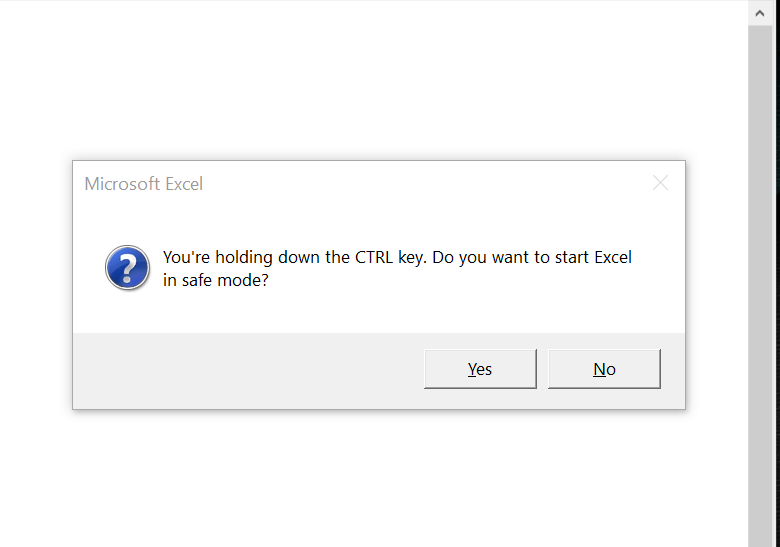 Microsoft Excel
You're holding down the CTRL key. Do you want to start Excel
in safe mode?
Yes
No